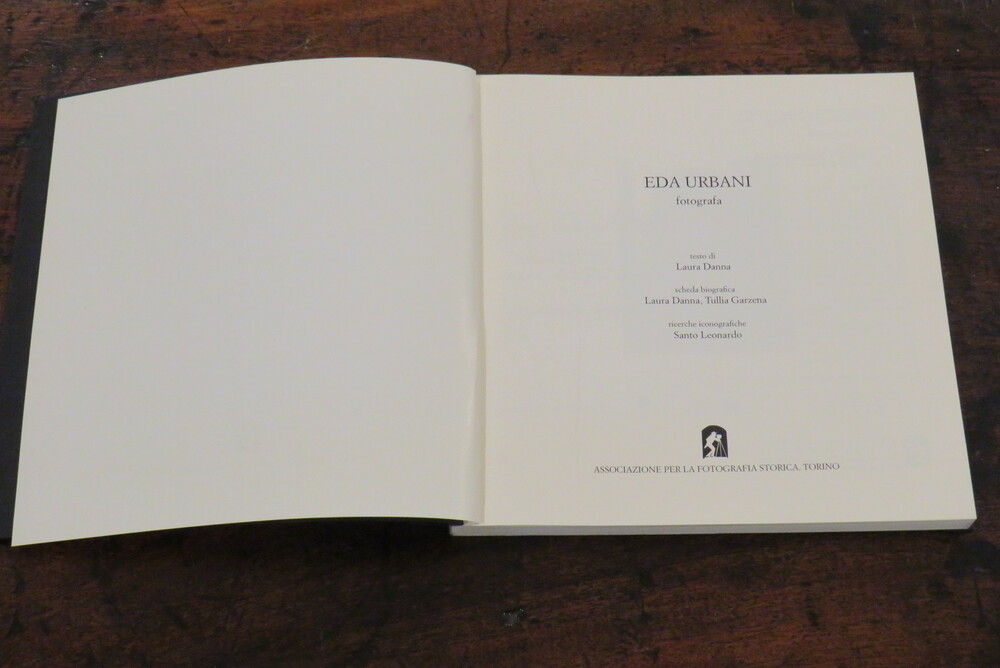 EDA URBANI
fotografa
testo di
Laura Danna
scheda biografica
Laura Danna, Tullia Garzena
ricerche iconografiche
Santo Leonardo
ASSOCIAZIONE PER LA FOTOGRAFIA STORICA. TORINO